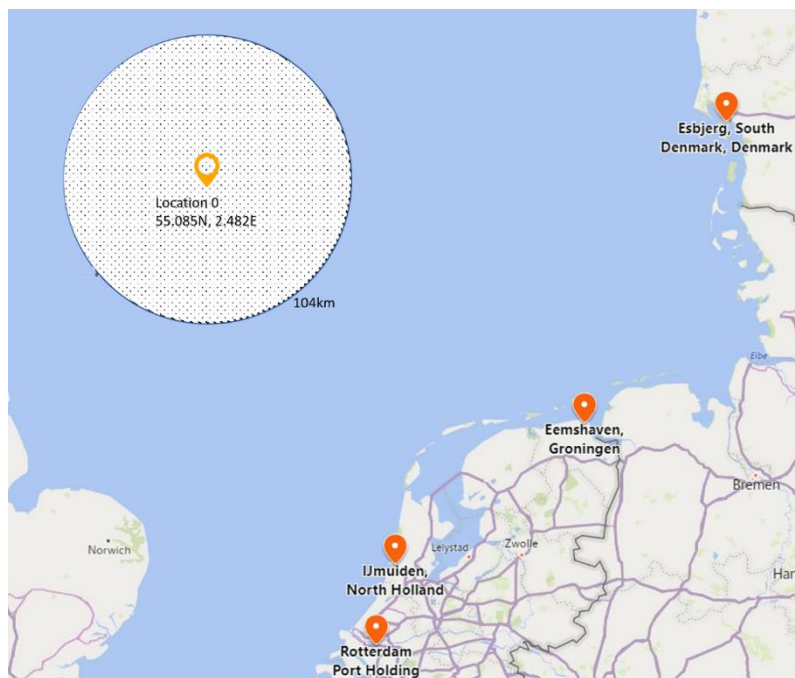 Esbjerg, South
Denmark, Denmark
Location 0
55.085N, 2.482E
104km
Elbe
Eemshaven,
Groningen
Bremen
Norwich
IJmuiden,
North Holland
Lelystad
Zwolle
Han
Rotterdam
Port Holding